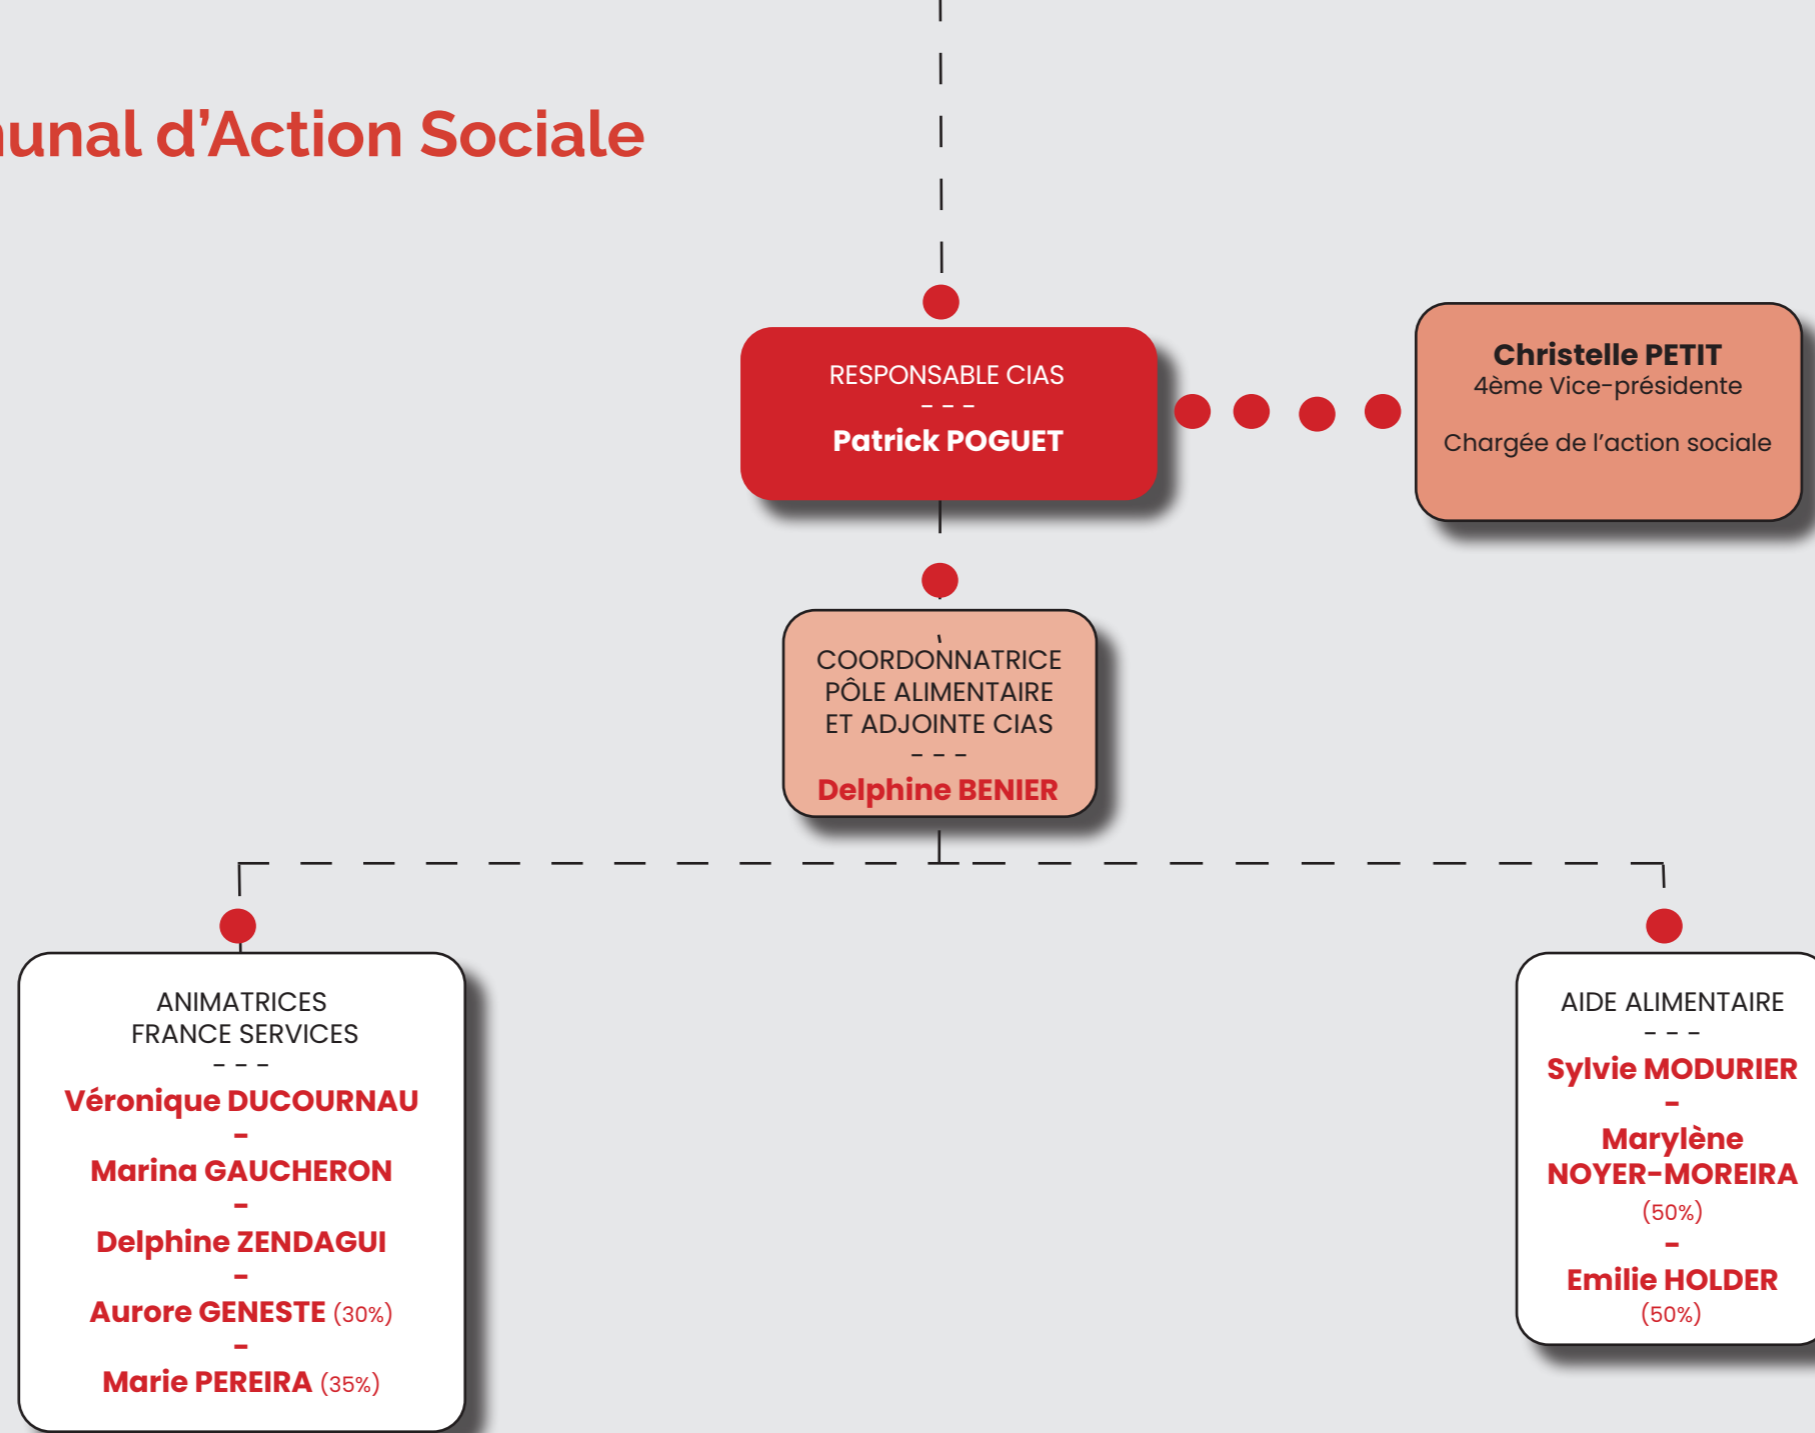 d'Action Sociale
RESPONSABLE CIAS
- - -
Patrick POGUET
Christelle PETIT
4ème Vice-présidente
Chargée de l'action sociale
COORDONNATRICE
PÔLE ALIMENTAIRE
ET ADJOINTE CIAS
- - -
Delphine BENIER
ANIMATRICES
FRANCE SERVICES
- - -
Véronique DUCOURNAU
-
Marina GAUCHERON
-
Delphine ZENDAGUI
-
Aurore GENESTE (30%)
-
Marie PEREIRA (35%)
AIDE ALIMENTAIRE
- - -
Sylvie MODURIER
-
Marylène
NOYER-MOREIRA
(50%)
-
Emilie HOLDER
(50%)